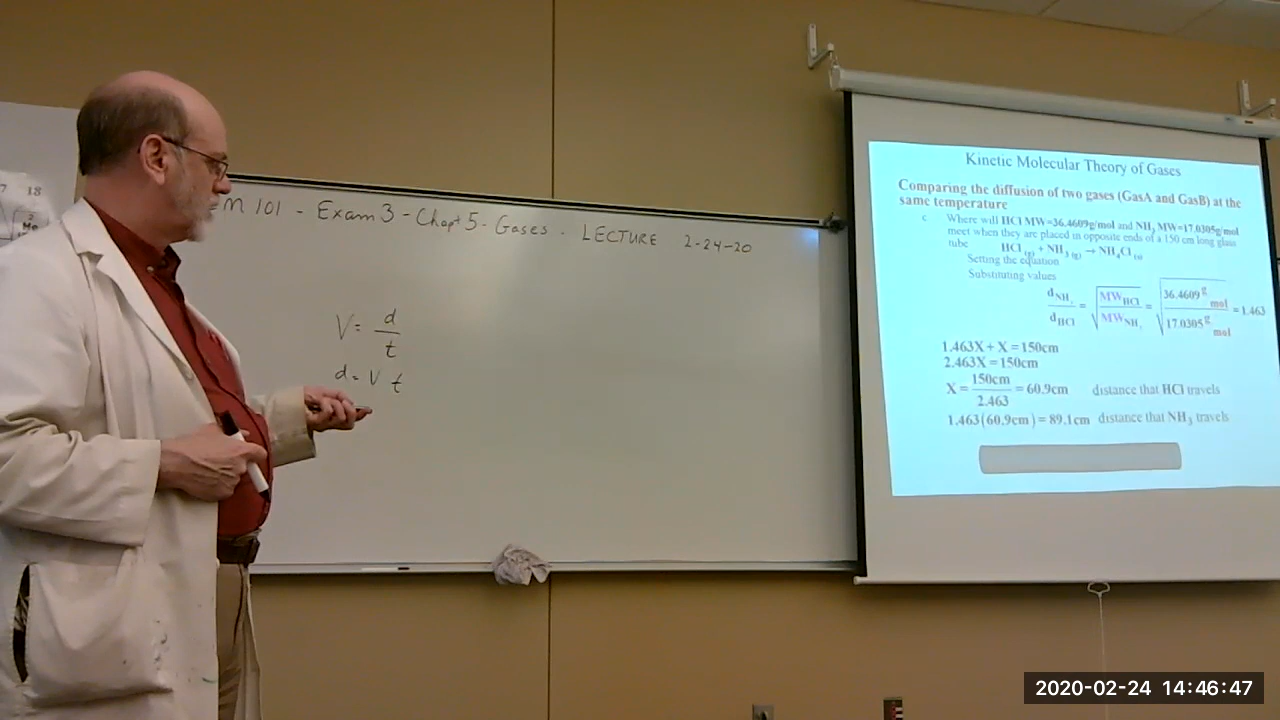 7 18
2
He
M 101 - Exam 3 - Chapt 5 - Gases - LECTURE 2-24-20
V = d
t
d = V t
Kinetic Molecular Theory of Gases
Comparing the diffusion of two gases (GasA and GasB) at the
same temperature
c Where will HCl MW=36.4609g/mol and NH3 MW=17.0305g/mol
meet when they are placed in opposite ends of a 150 cm long glass
tube HCl(g) + NH3(g) → NH4Cl(s)
Setting the equation
Substituting values
dNH3 / dHCl = √(MWHCl / MWNH3) = √(36.4609 g/mol / 17.0305 g/mol) = 1.463
1.463X + X = 150cm
2.463X = 150cm
X = 150cm / 2.463 = 60.9cm distance that HCl travels
1.463(60.9cm) = 89.1cm distance that NH3 travels
2020-02-24 14:46:47